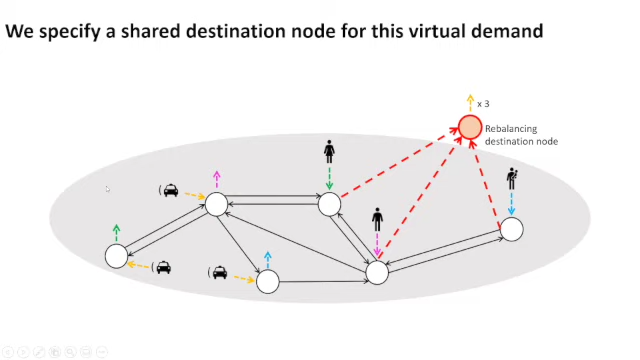 We specify a shared destination node for this virtual demand
x 3
Rebalancing
destination node